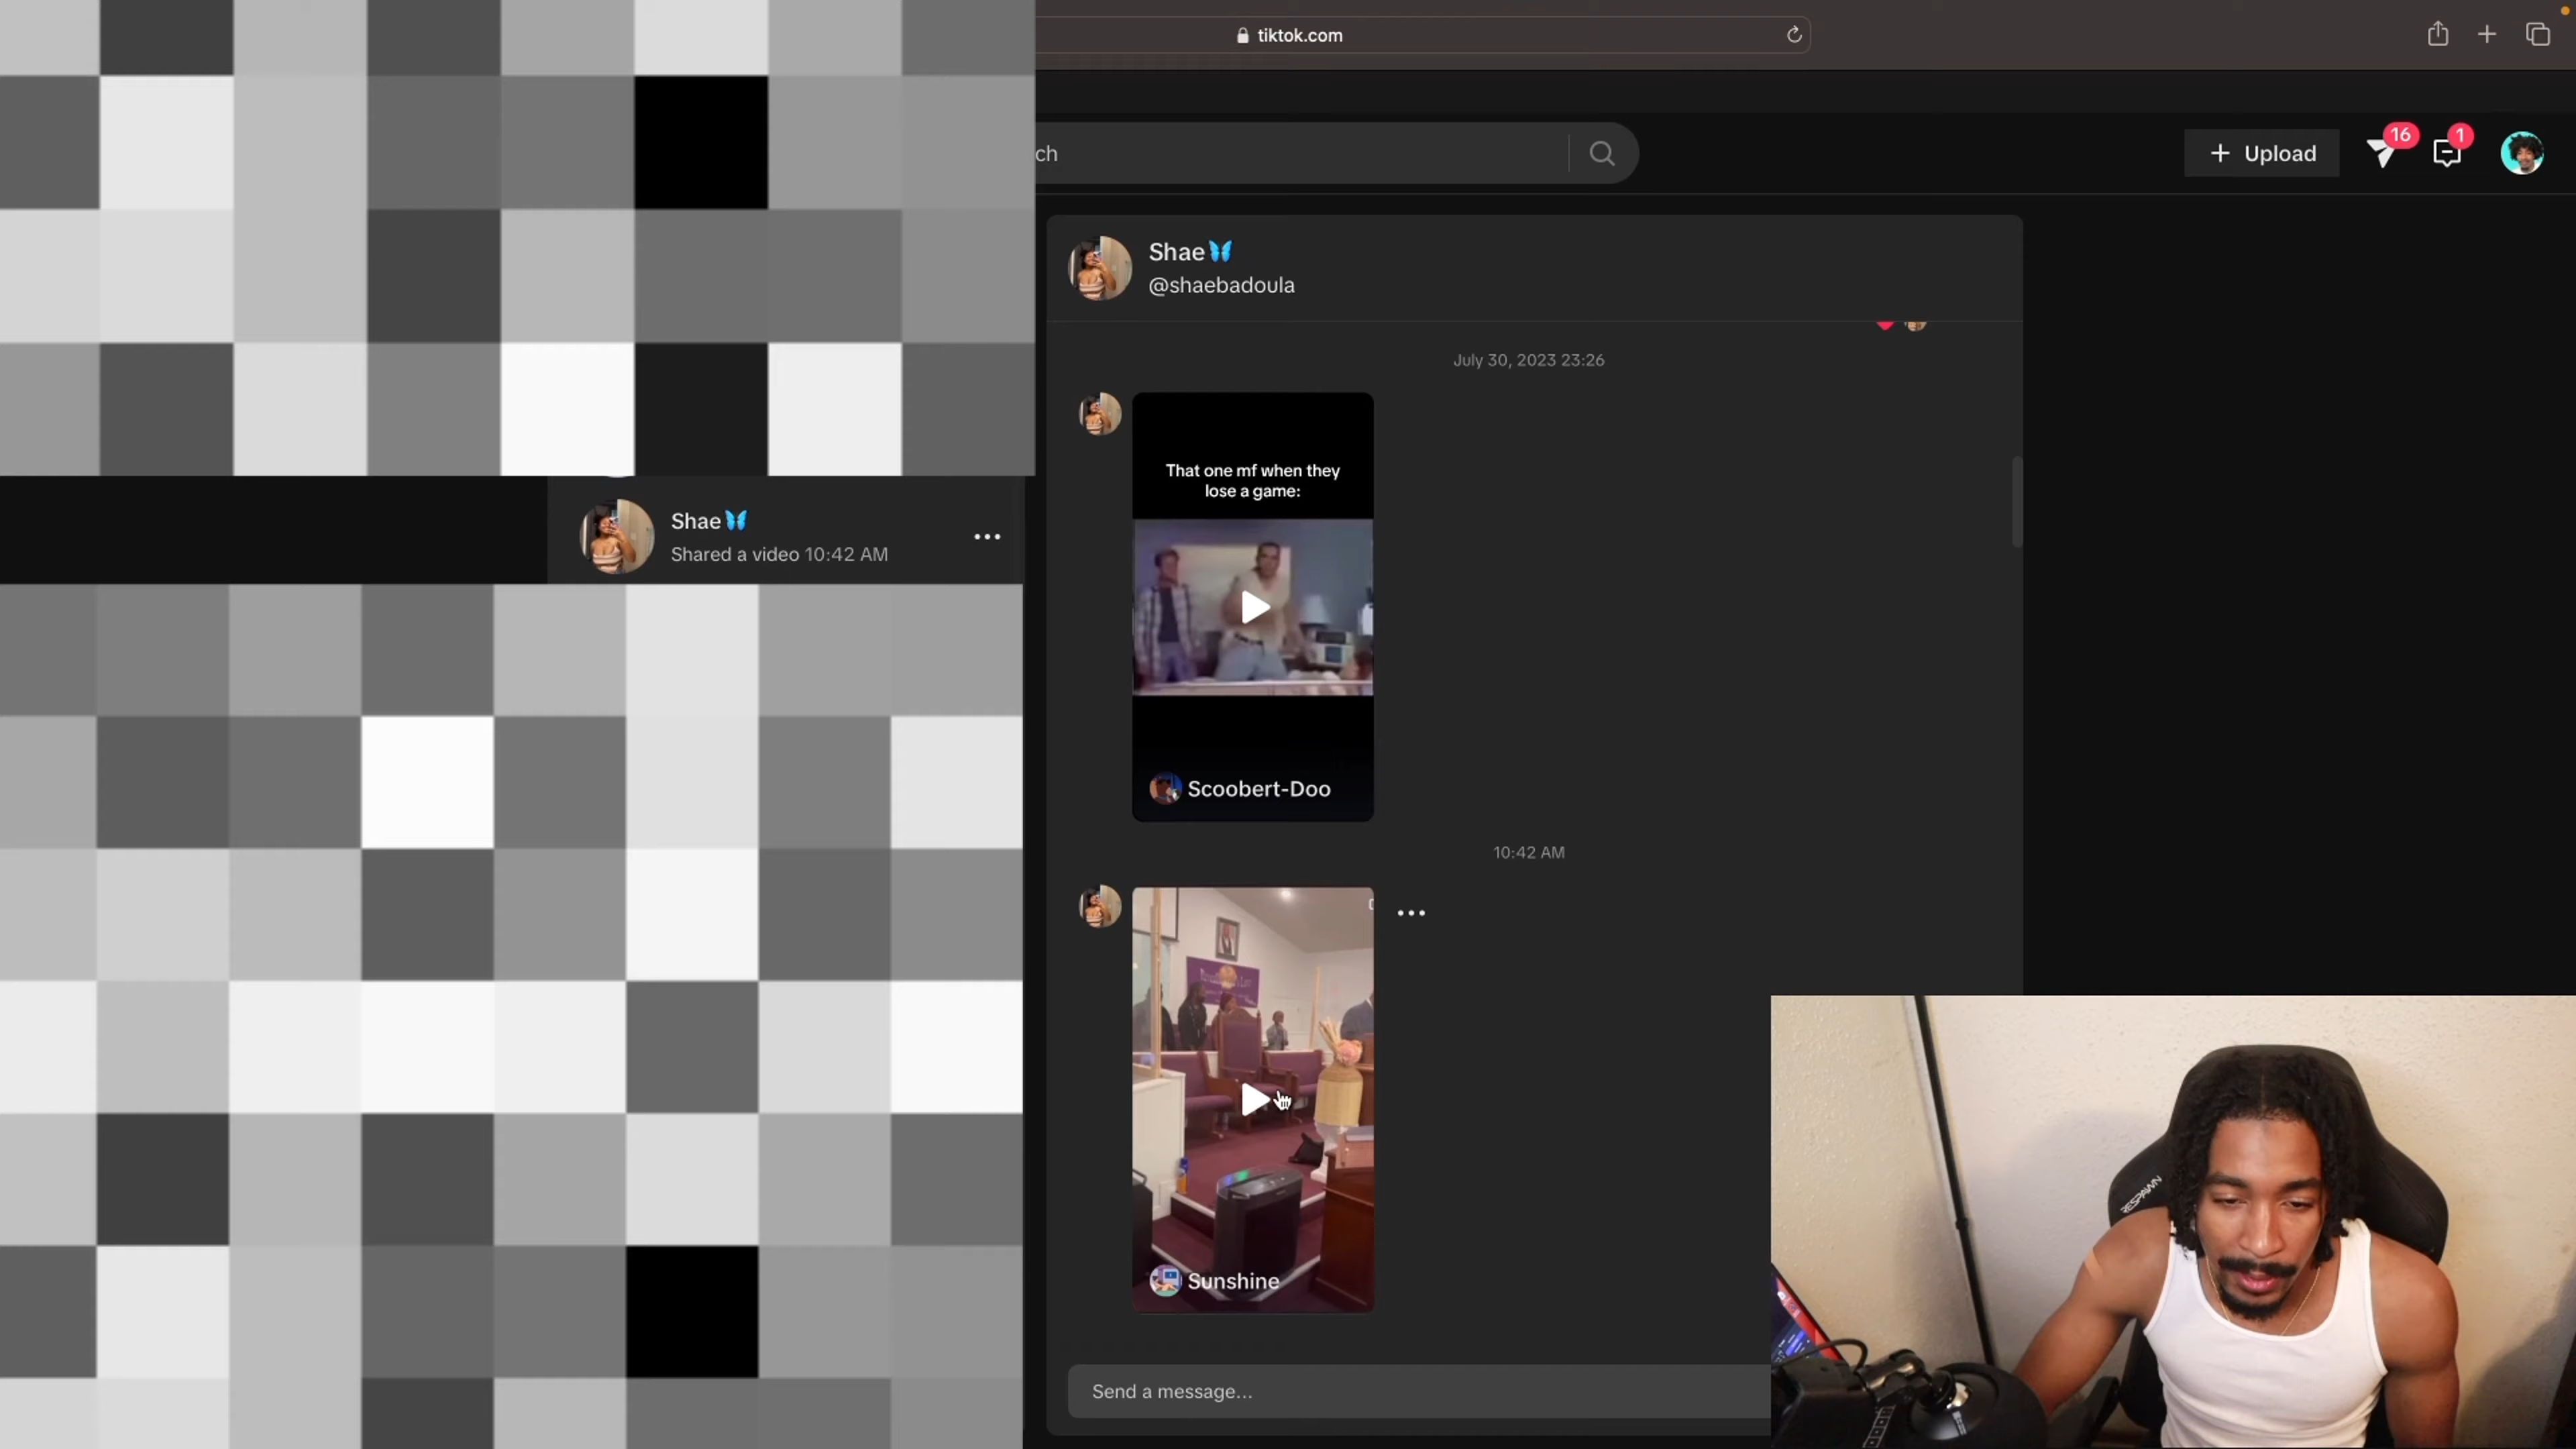 tiktok.com
ch
Upload
16
1
Shae
@shaebadoula
July 30, 2023 23:26
That one mf when they
lose a game:
Scoobert-Doo
Shae
Shared a video 10:42 AM
10:42 AM
Sunshine
Send a message...
RESPAWN